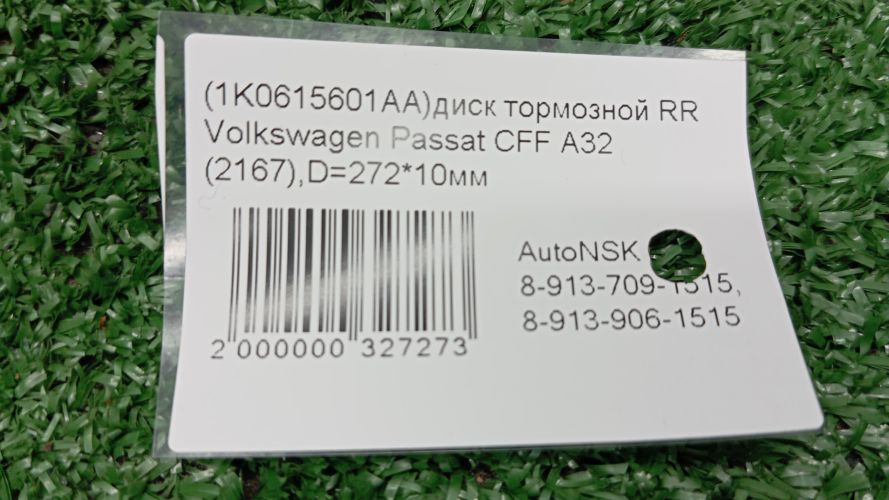 (1K0615601AA)диск тормозной RR
Volkswagen Passat CFF A32
(2167),D=272*10мм
AutoNSK
8-913-709-1515,
8-913-906-1515
2 000000 327273